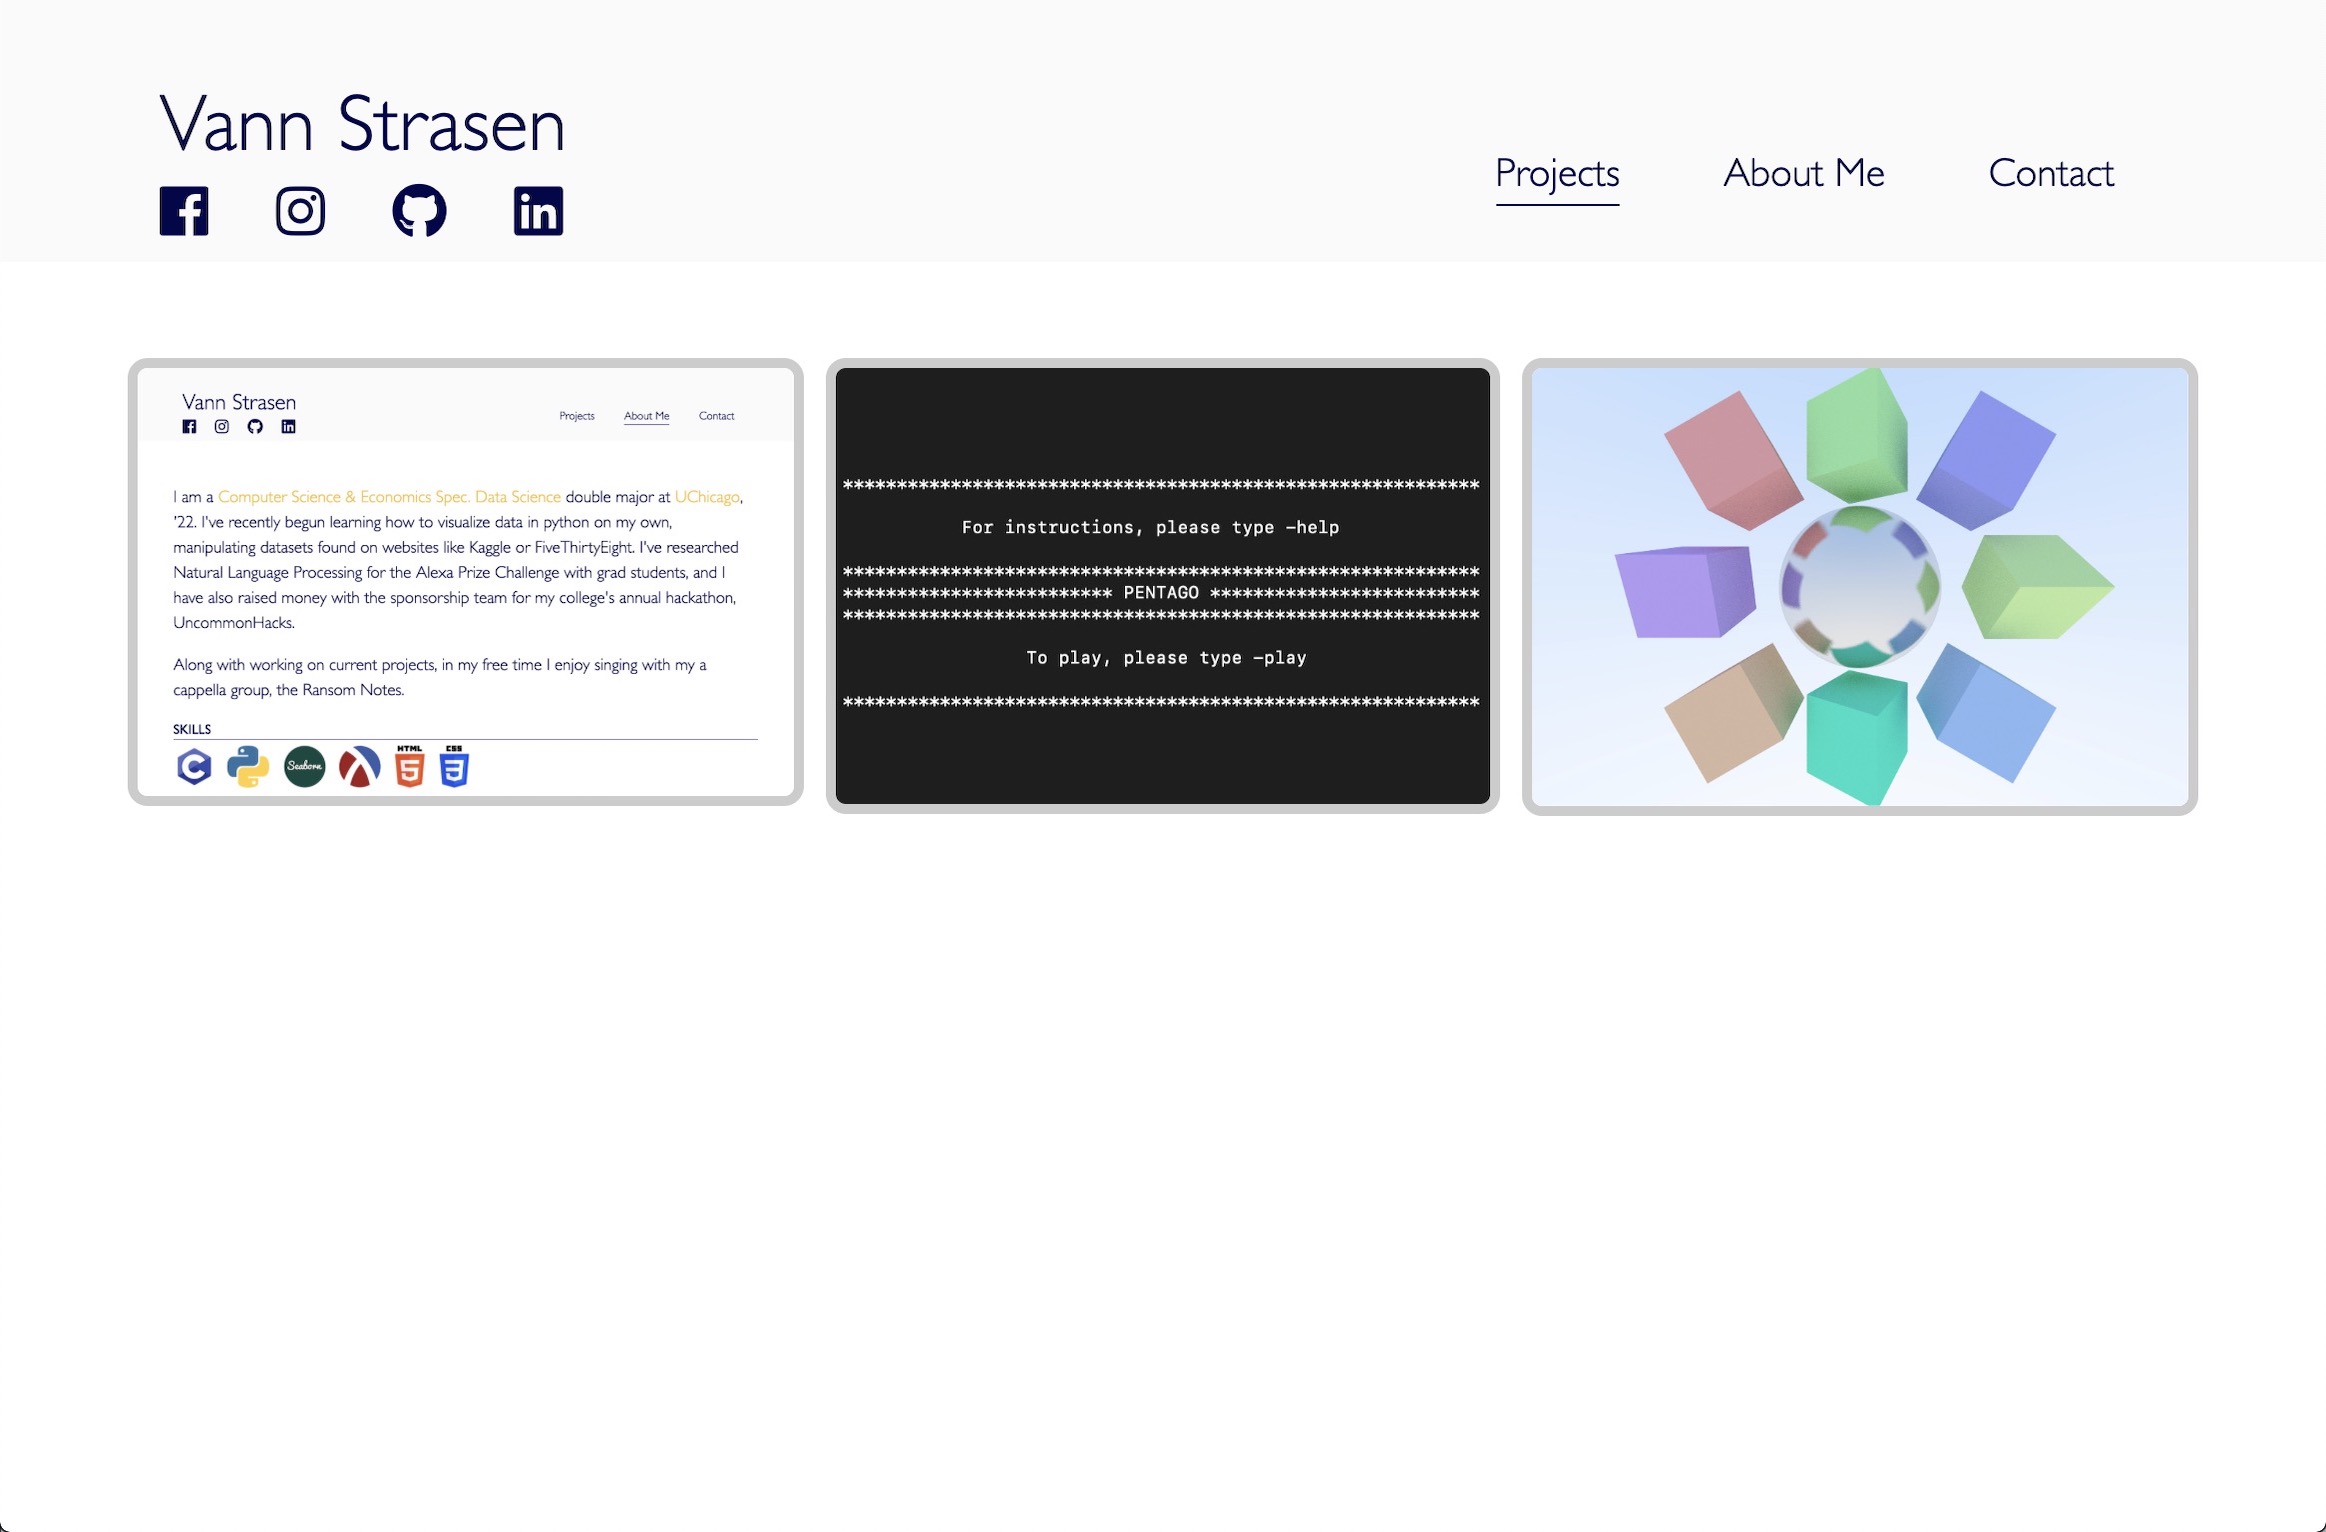 Vann Strasen
Projects About Me Contact
Vann Strasen
Projects About Me Contact
I am a Computer Science & Economics Spec. Data Science double major at UChicago,
'22. I've recently begun learning how to visualize data in python on my own,
manipulating datasets found on websites like Kaggle or FiveThirtyEight. I've researched
Natural Language Processing for the Alexa Prize Challenge with grad students, and I
have also raised money with the sponsorship team for my college's annual hackathon,
UncommonHacks.
Along with working on current projects, in my free time I enjoy singing with my a
cappella group, the Ransom Notes.
SKILLS
C Seaborn HTML 5 CSS 3
***********************************************************
For instructions, please type -help
***********************************************************
************************* PENTAGO *************************
***********************************************************
To play, please type -play
***********************************************************